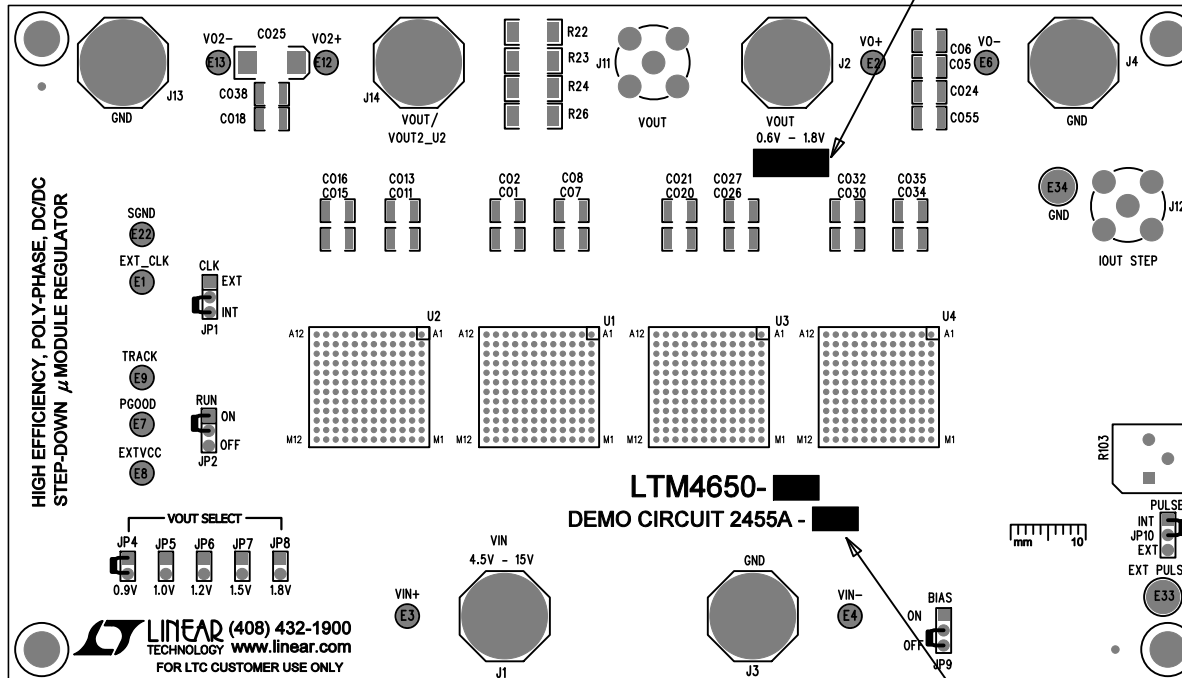 VO2-
CO25
VO2+
E13
E12
J13
GND
CO38
CO18
J14
VOUT/
VOUT2_U2
R22
R23
R24
R26
J11
VOUT
J2
VOUT
0.6V - 1.8V
VO+
E2
CO6
CO5
CO24
CO55
VO-
E6
J4
GND
HIGH EFFICIENCY, POLY-PHASE, DC/DC
STEP-DOWN µMODULE REGULATOR
CO16
CO15
CO13
CO11
CO2
CO1
CO8
CO7
CO21
CO20
CO27
CO26
CO32
CO30
CO35
CO34
E34
GND
J12
IOUT STEP
SGND
E22
EXT_CLK
E1
CLK
EXT
INT
JP1
TRACK
E9
PGOOD
E7
EXTVCC
E8
RUN
ON
OFF
JP2
U2
A12
A1
M12
M1
U1
A12
A1
M12
M1
U3
A12
A1
M12
M1
U4
A12
A1
M12
M1
R103
LTM4650-
DEMO CIRCUIT 2455A -
mm
10
PULSE
INT
JP10
EXT
EXT PULS
E33
VOUT SELECT
JP4
JP5
JP6
JP7
JP8
0.9V
1.0V
1.2V
1.5V
1.8V
VIN
4.5V - 15V
VIN+
E3
J1
GND
J3
VIN-
E4
BIAS
ON
OFF
JP9
LINEAR
TECHNOLOGY
(408) 432-1900
www.linear.com
FOR LTC CUSTOMER USE ONLY